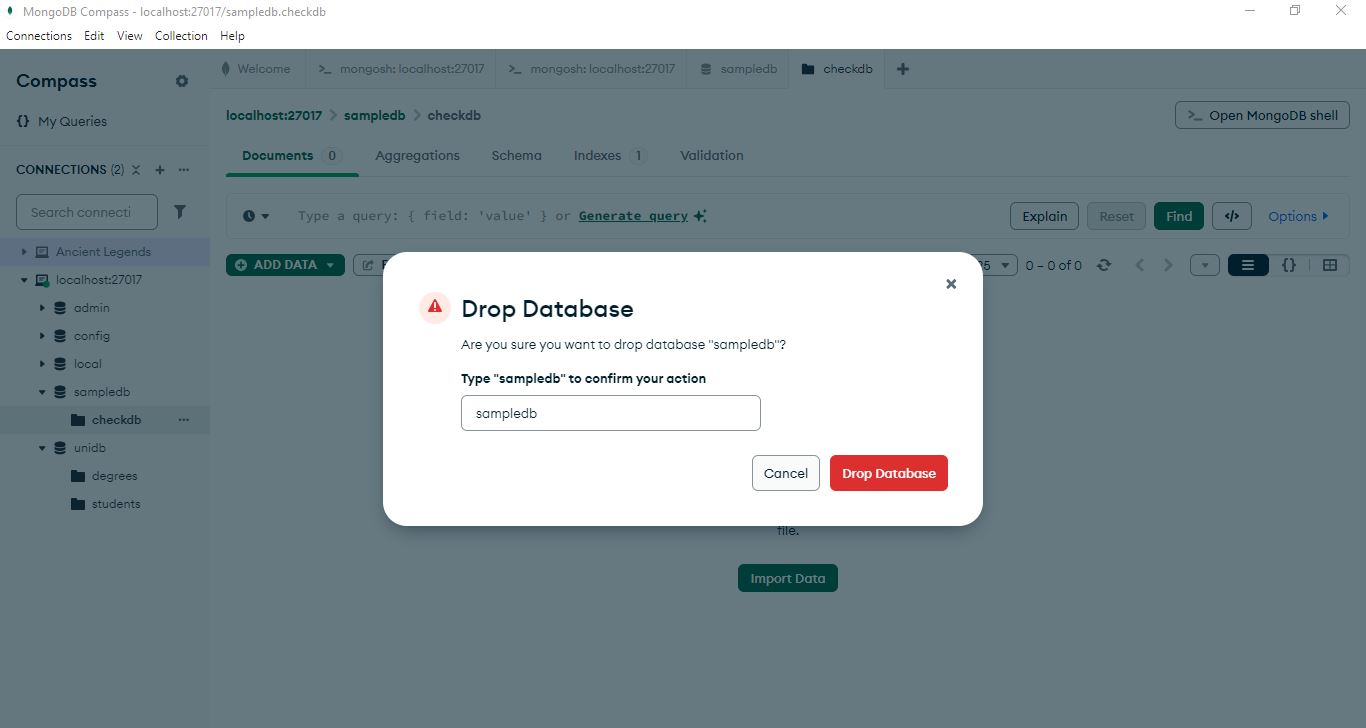 MongoDB Compass - localhost:27017/sampledb.checkdb
Connections Edit View Collection Help
Compass
{} My Queries
CONNECTIONS (2)
Search connecti
Ancient Legends
localhost:27017
admin
config
local
sampledb
checkdb
unidb
degrees
students
Welcome >_ mongosh: localhost:27017 >_ mongosh: localhost:27017 sampledb checkdb
localhost:27017 > sampledb > checkdb
>_ Open MongoDB shell
Documents 0 Aggregations Schema Indexes 1 Validation
Type a query: { field: 'value' } or Generate query
Explain Reset Find </> Options
ADD DATA
0 – 0 of 0
{}
Drop Database
Are you sure you want to drop database "sampledb"?
Type "sampledb" to confirm your action
sampledb
Cancel Drop Database
file.
Import Data